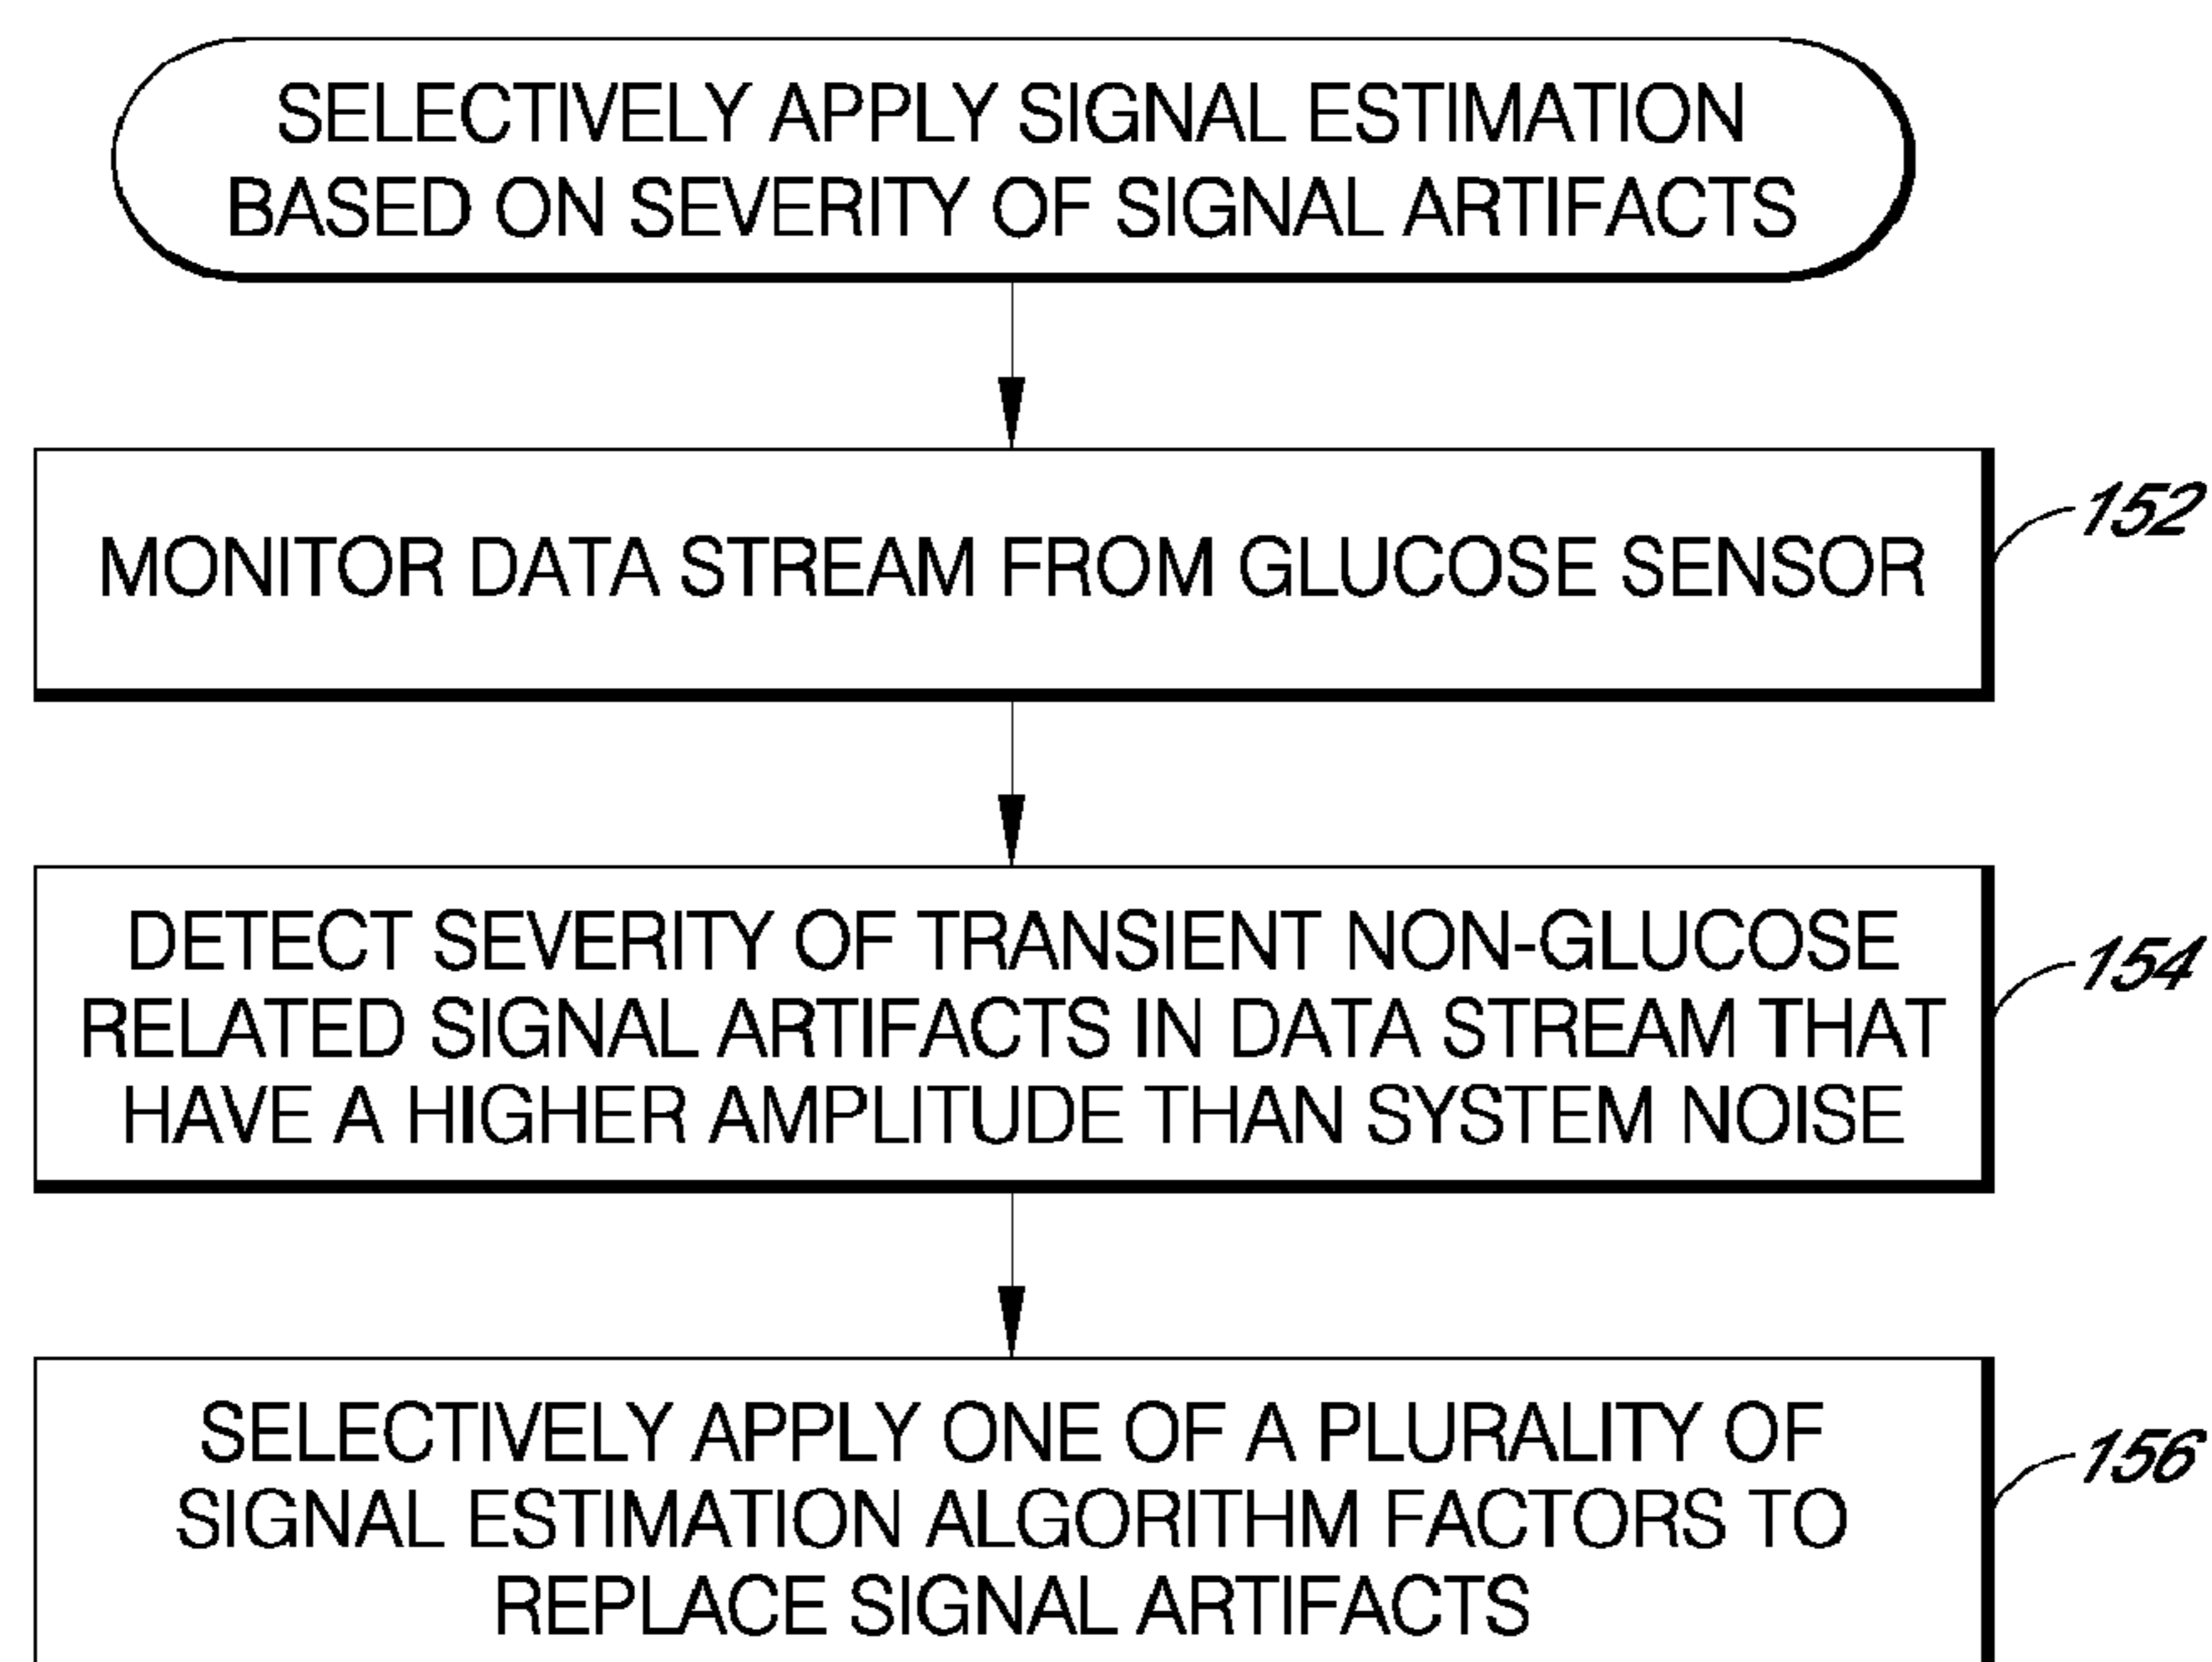 SELECTIVELY APPLY SIGNAL ESTIMATION
BASED ON SEVERITY OF SIGNAL ARTIFACTS
MONITOR DATA STREAM FROM GLUCOSE SENSOR
152
DETECT SEVERITY OF TRANSIENT NON-GLUCOSE
RELATED SIGNAL ARTIFACTS IN DATA STREAM THAT
HAVE A HIGHER AMPLITUDE THAN SYSTEM NOISE
154
SELECTIVELY APPLY ONE OF A PLURALITY OF
SIGNAL ESTIMATION ALGORITHM FACTORS TO
REPLACE SIGNAL ARTIFACTS
156